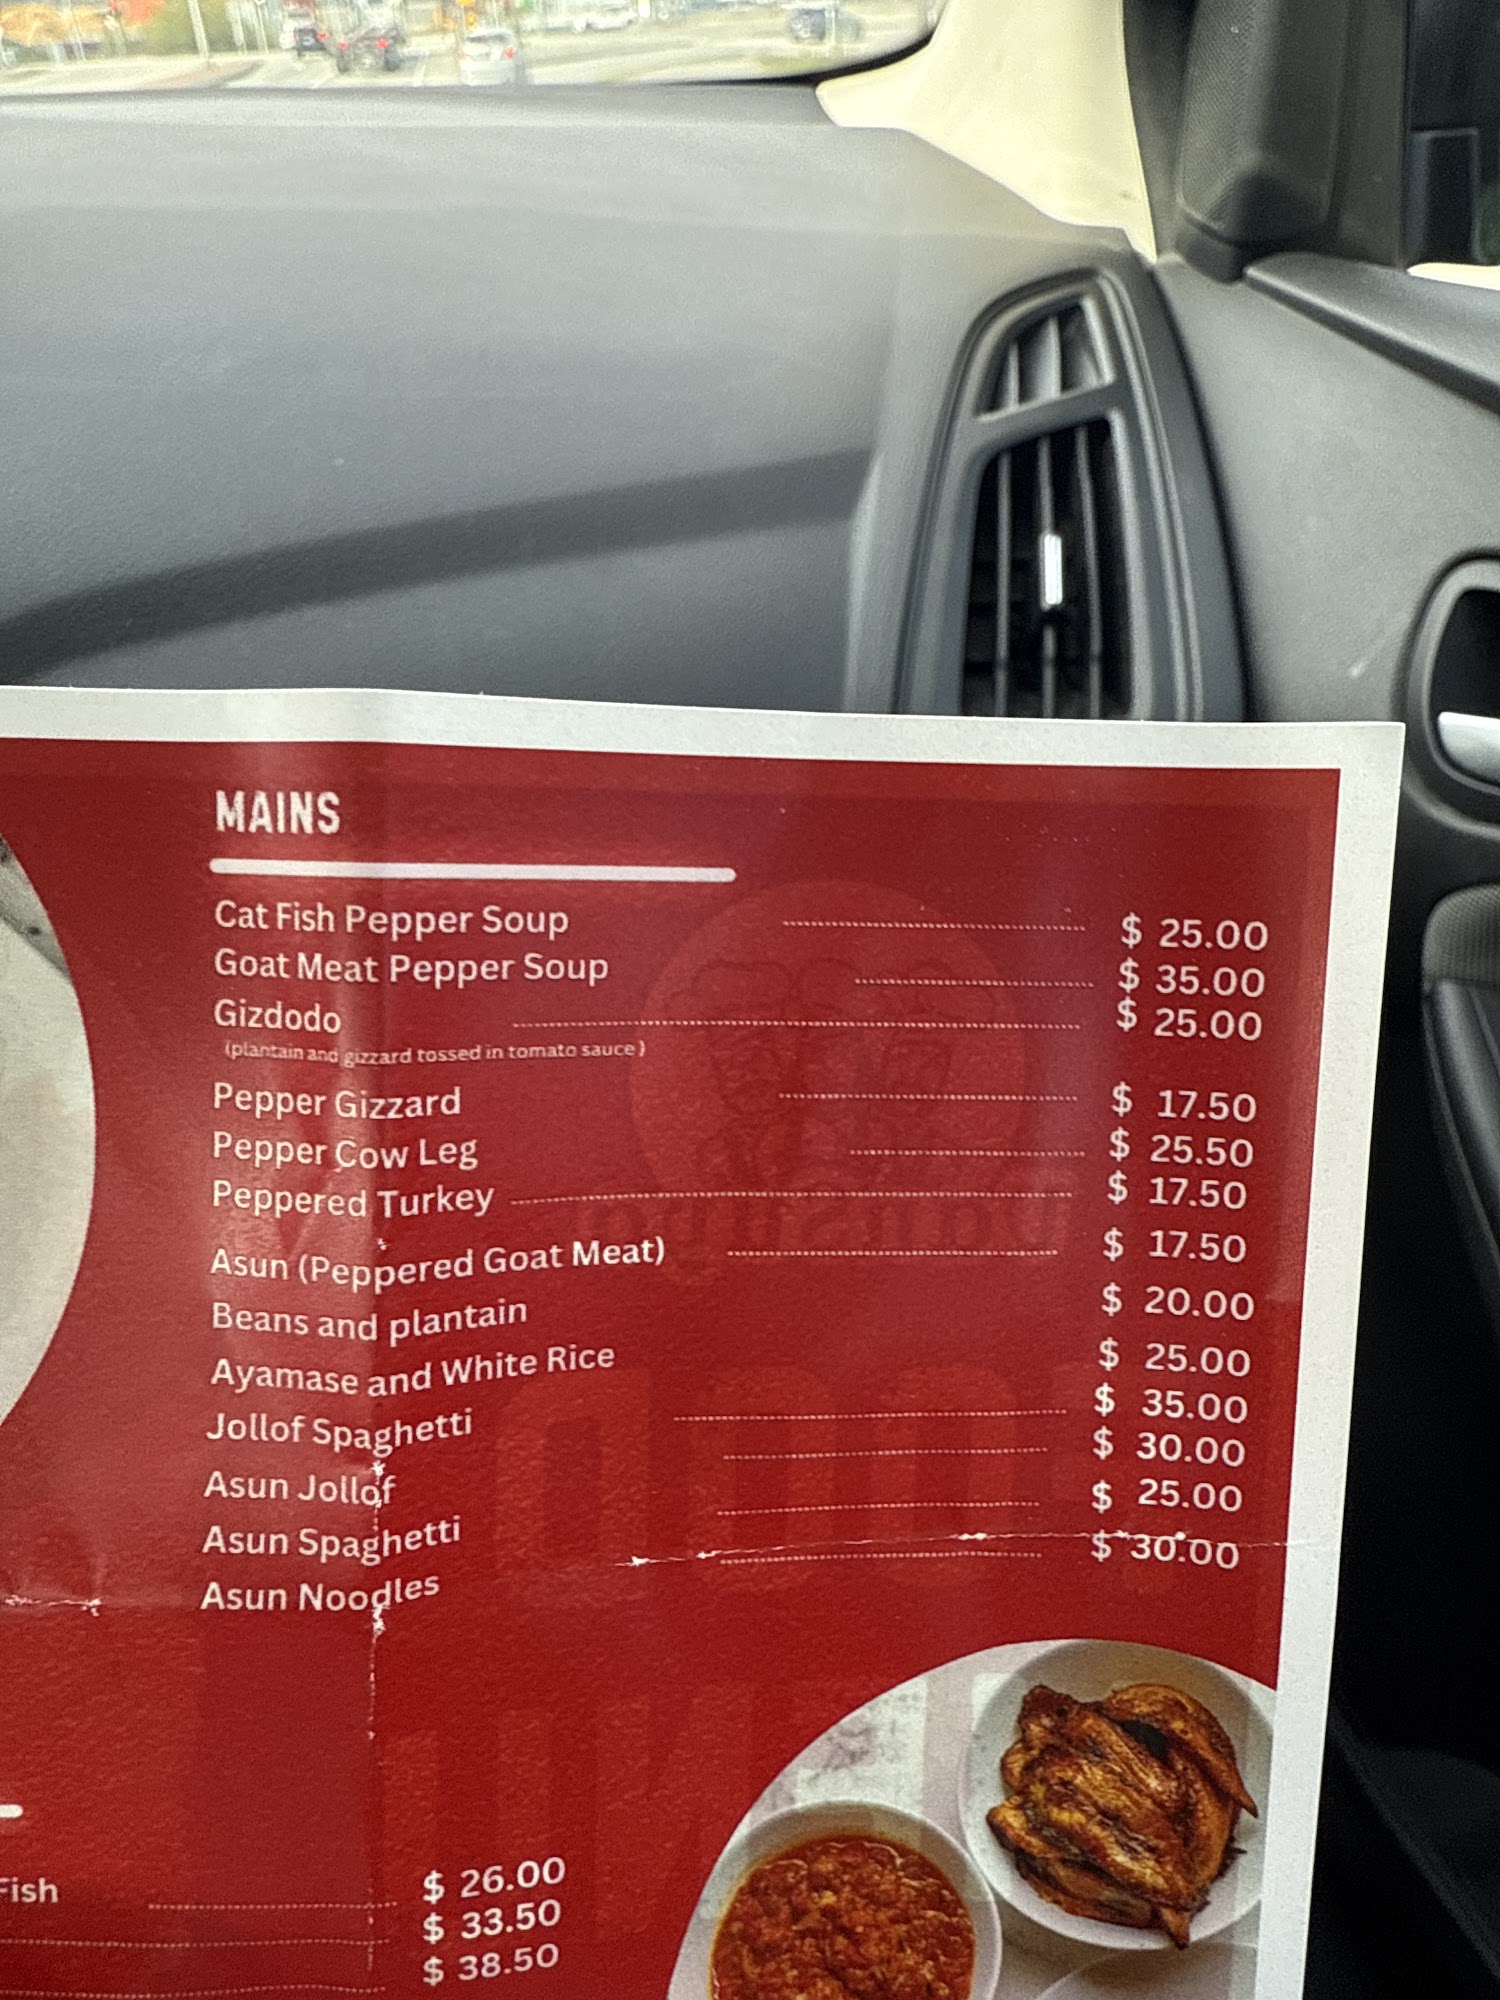 MAINS
Cat Fish Pepper Soup $ 25.00
Goat Meat Pepper Soup $ 35.00
Gizdodo $ 25.00
(plantain and gizzard tossed in tomato sauce)
Pepper Gizzard $ 17.50
Pepper Cow Leg $ 25.50
Peppered Turkey $ 17.50
Asun (Peppered Goat Meat) $ 17.50
Beans and plantain $ 20.00
Ayamase and White Rice $ 25.00
Jollof Spaghetti $ 35.00
Asun Jollof $ 30.00
Asun Spaghetti $ 25.00
Asun Noodles $ 30.00
Fish $ 26.00
$ 33.50
$ 38.50